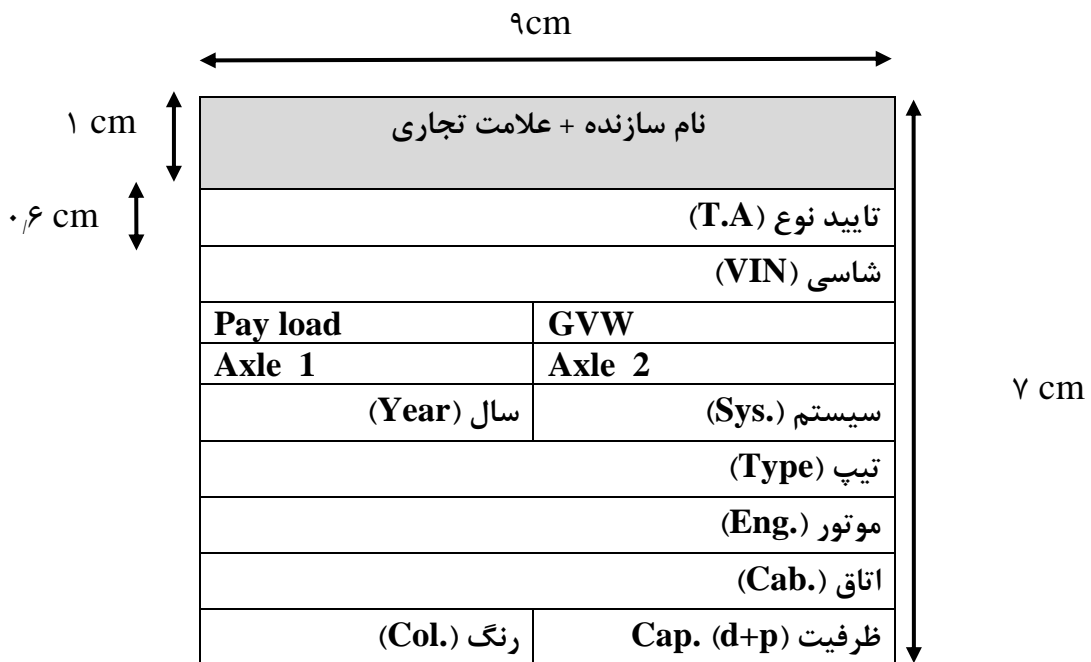 ۹cm
۱ cm
نام سازنده + علامت تجاری
۰٫۶ cm
تایید نوع (T.A)
شاسی (VIN)
Pay load
GVW
Axle 1
Axle 2
۷ cm
سیستم (Sys.)
سال (Year)
تیپ (Type)
موتور (Eng.)
اتاق (Cab.)
ظرفیت Cap. (d+p)
رنگ (Col.)